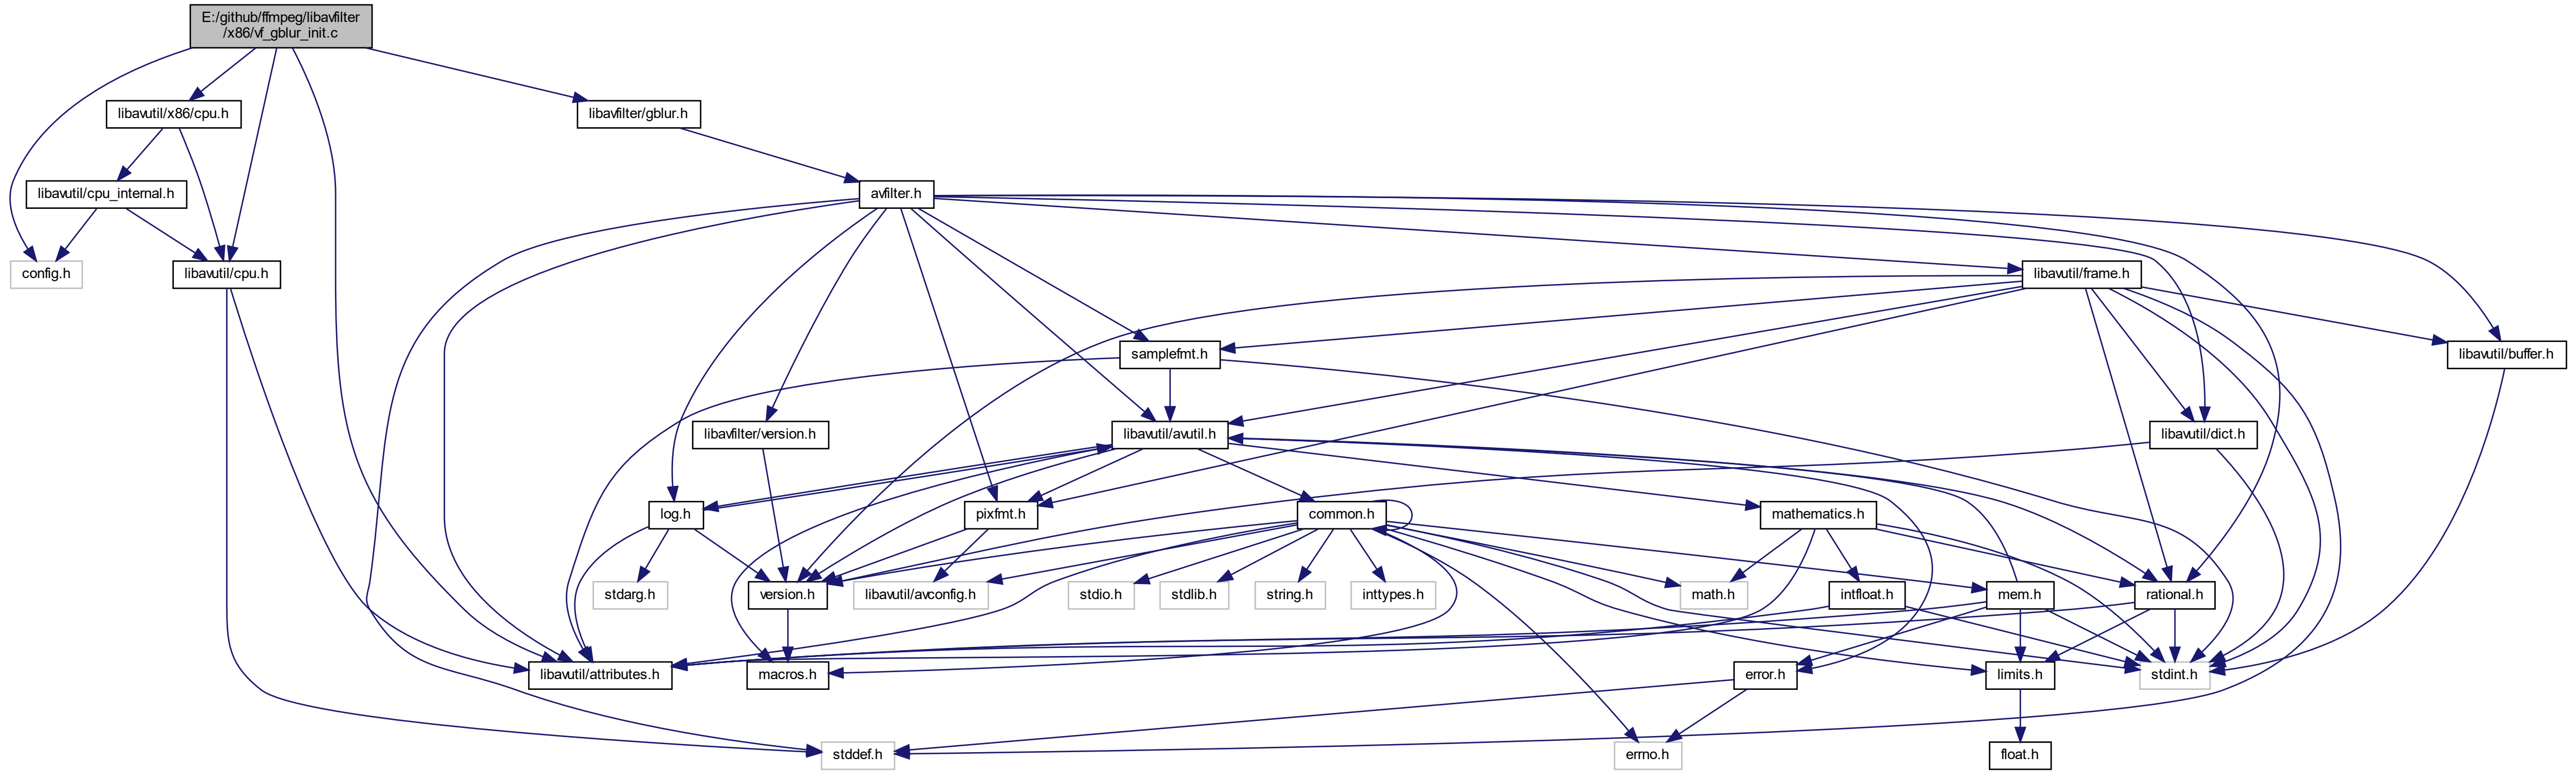 E:/github/ffmpeg/libavfilter
/x86/vf_gblur_init.c
libavutil/x86/cpu.h
libavfilter/gblur.h
libavutil/cpu_internal.h
avfilter.h
config.h
libavutil/cpu.h
libavutil/frame.h
samplefmt.h
libavutil/buffer.h
libavfilter/version.h
libavutil/avutil.h
libavutil/dict.h
log.h
pixfmt.h
common.h
mathematics.h
stdarg.h
version.h
libavutil/avconfig.h
stdio.h
stdlib.h
string.h
inttypes.h
math.h
intfloat.h
mem.h
rational.h
libavutil/attributes.h
macros.h
error.h
limits.h
stdint.h
stddef.h
errno.h
float.h